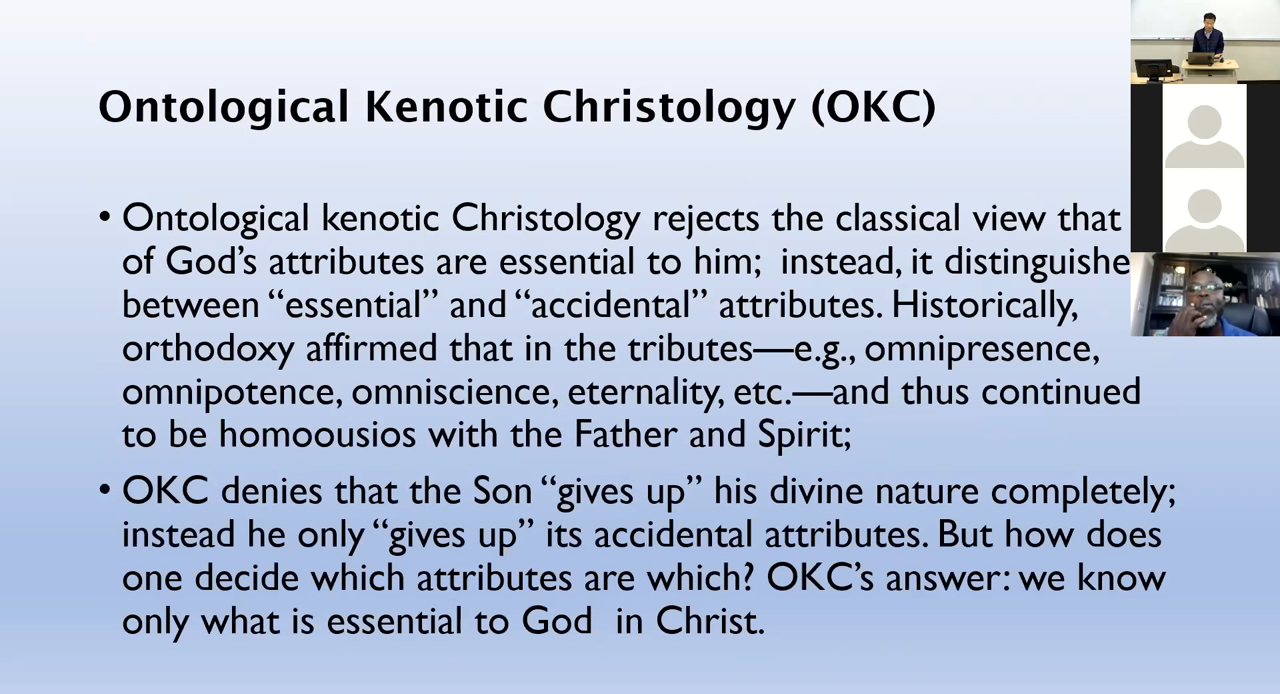 Ontological Kenotic Christology (OKC)
• Ontological kenotic Christology rejects the classical view that
of God’s attributes are essential to him;  instead, it distinguishe
between “essential” and “accidental” attributes. Historically,
orthodoxy affirmed that in the tributes—e.g., omnipresence,
omnipotence, omniscience, eternality, etc.—and thus continued
to be homoousios with the Father and Spirit;
• OKC denies that the Son “gives up” his divine nature completely;
instead he only “gives up” its accidental attributes. But how does
one decide which attributes are which? OKC’s answer: we know
only what is essential to God  in Christ.